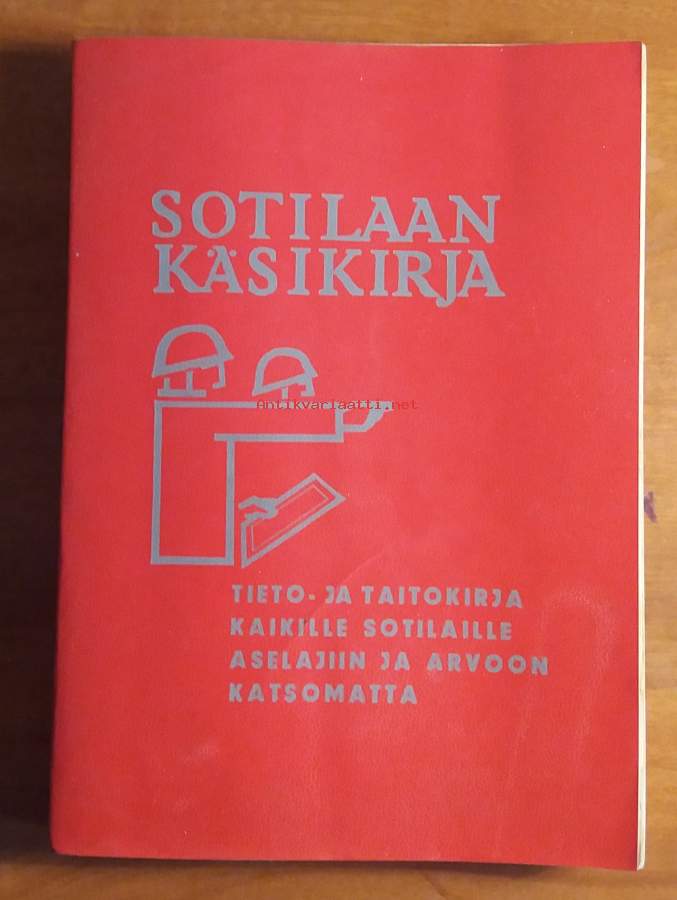 SOTILAAN
KÄSIKIRJA
Antikvariaatti.net
TIETO- JA TAITOKIRJA
KAIKILLE SOTILAILLE
ASELAJIIN JA ARVOON
KATSOMATTA